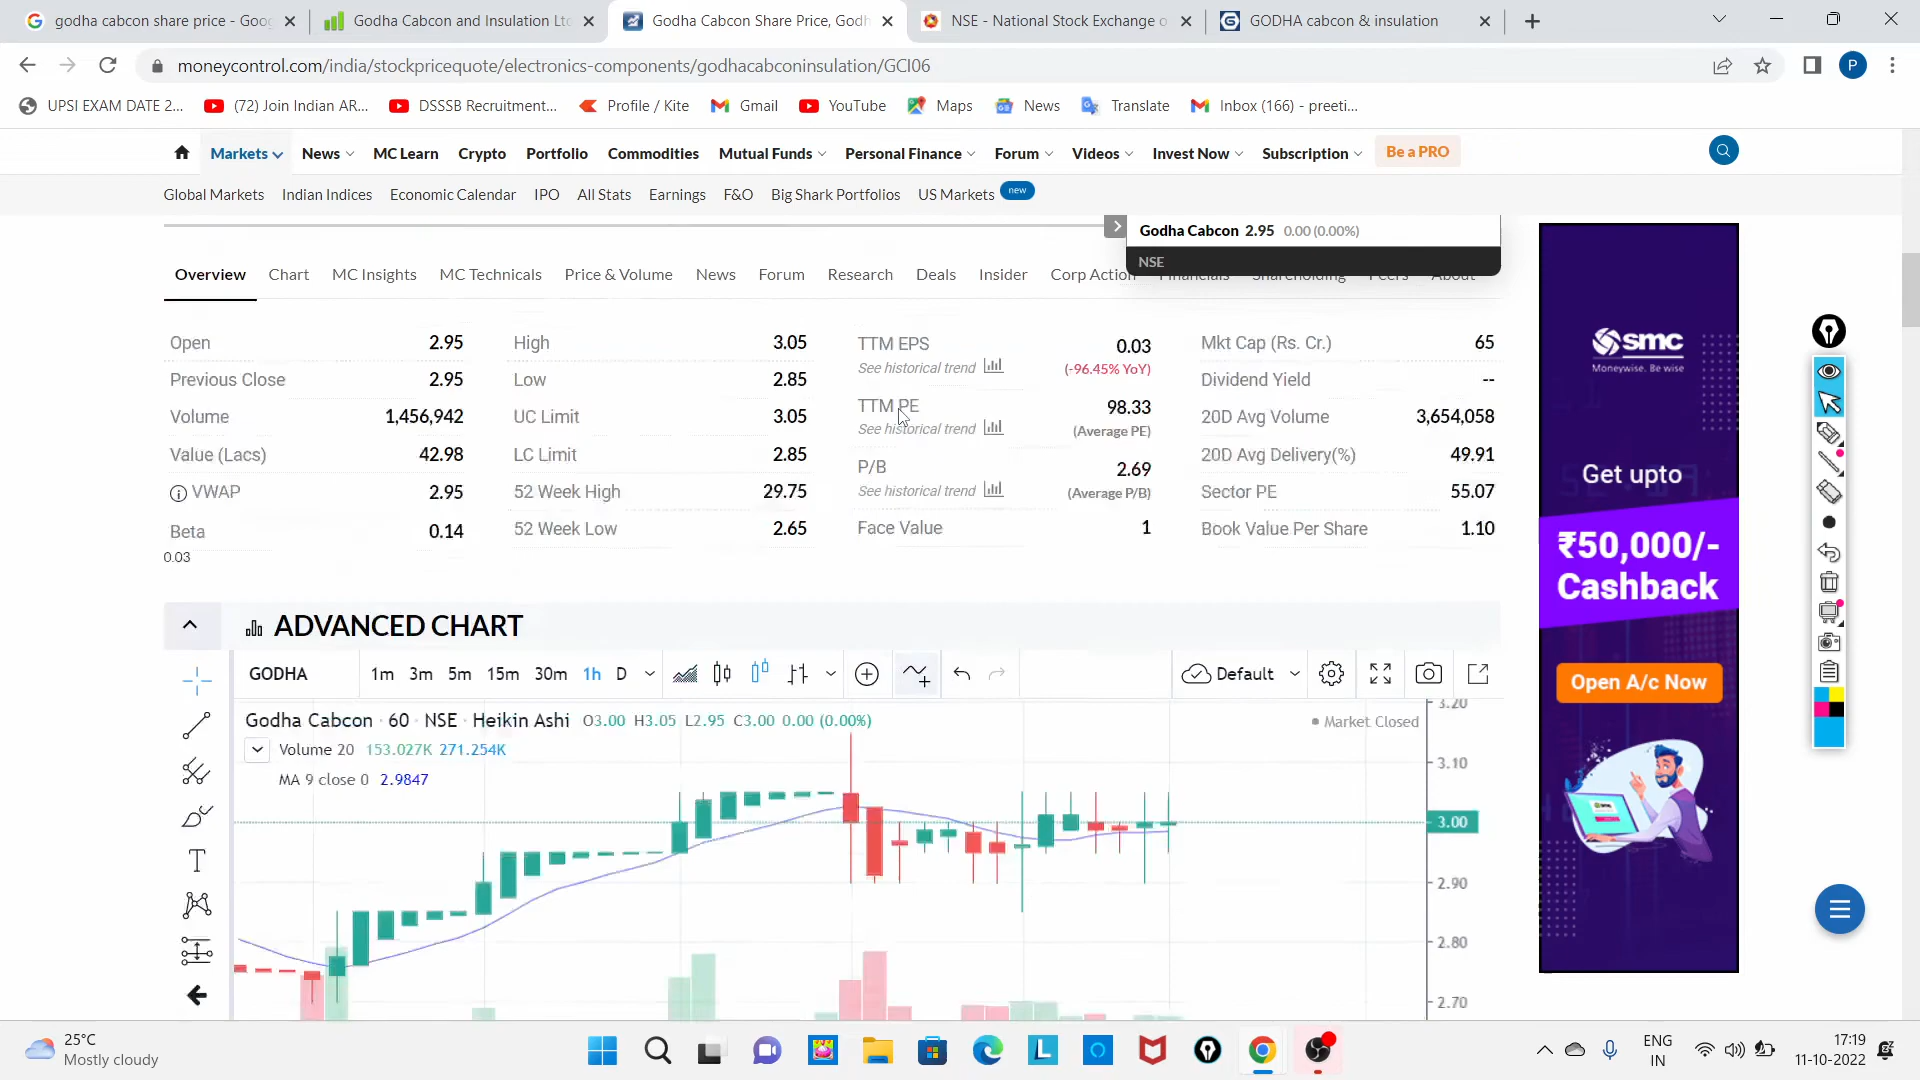 godha cabcon share price - Goog
Godha Cabcon and Insulation Ltd
Godha Cabcon Share Price, Godh
NSE - National Stock Exchange o
GODHA cabcon & insulation
moneycontrol.com/india/stockpricequote/electronics-components/godhacabconinsulation/GCI06
P
UPSI EXAM DATE 2...
(72) Join Indian AR...
DSSSB Recruitment...
Profile / Kite
Gmail
YouTube
Maps
News
Translate
Inbox (166) - preeti...
Markets
News
MC Learn
Crypto
Portfolio
Commodities
Mutual Funds
Personal Finance
Forum
Videos
Invest Now
Subscription
Be a PRO
Global Markets
Indian Indices
Economic Calendar
IPO
All Stats
Earnings
F&O
Big Shark Portfolios
US Markets
new
Godha Cabcon 2.95 0.00 (0.00%)
NSE
Overview
Chart
MC Insights
MC Technicals
Price & Volume
News
Forum
Research
Deals
Insider
Corp Action
Financials
Shareholding
Peers
About
Open 2.95
High 3.05
TTM EPS 0.03
See historical trend (-96.45% YoY)
Mkt Cap (Rs. Cr.) 65
Previous Close 2.95
Low 2.85
Dividend Yield --
Volume 1,456,942
UC Limit 3.05
TTM PE 98.33
See historical trend (Average PE)
20D Avg Volume 3,654,058
Value (Lacs) 42.98
LC Limit 2.85
P/B 2.69
See historical trend (Average P/B)
20D Avg Delivery(%) 49.91
VWAP 2.95
52 Week High 29.75
Sector PE 55.07
Beta 0.14
52 Week Low 2.65
Face Value 1
Book Value Per Share 1.10
0.03
ADVANCED CHART
GODHA
1m 3m 5m 15m 30m 1h D
Default
Godha Cabcon · 60 · NSE · Heikin Ashi O3.00 H3.05 L2.95 C3.00 0.00 (0.00%)
Market Closed
Volume 20 153.027K 271.254K
MA 9 close 0 2.9847
3.20
3.10
3.00
2.90
2.80
2.70
T
smc
Moneywise. Be wise
Get upto
₹50,000/-
Cashback
Open A/c Now
25°C
Mostly cloudy
L
ENG
IN
17:19
11-10-2022